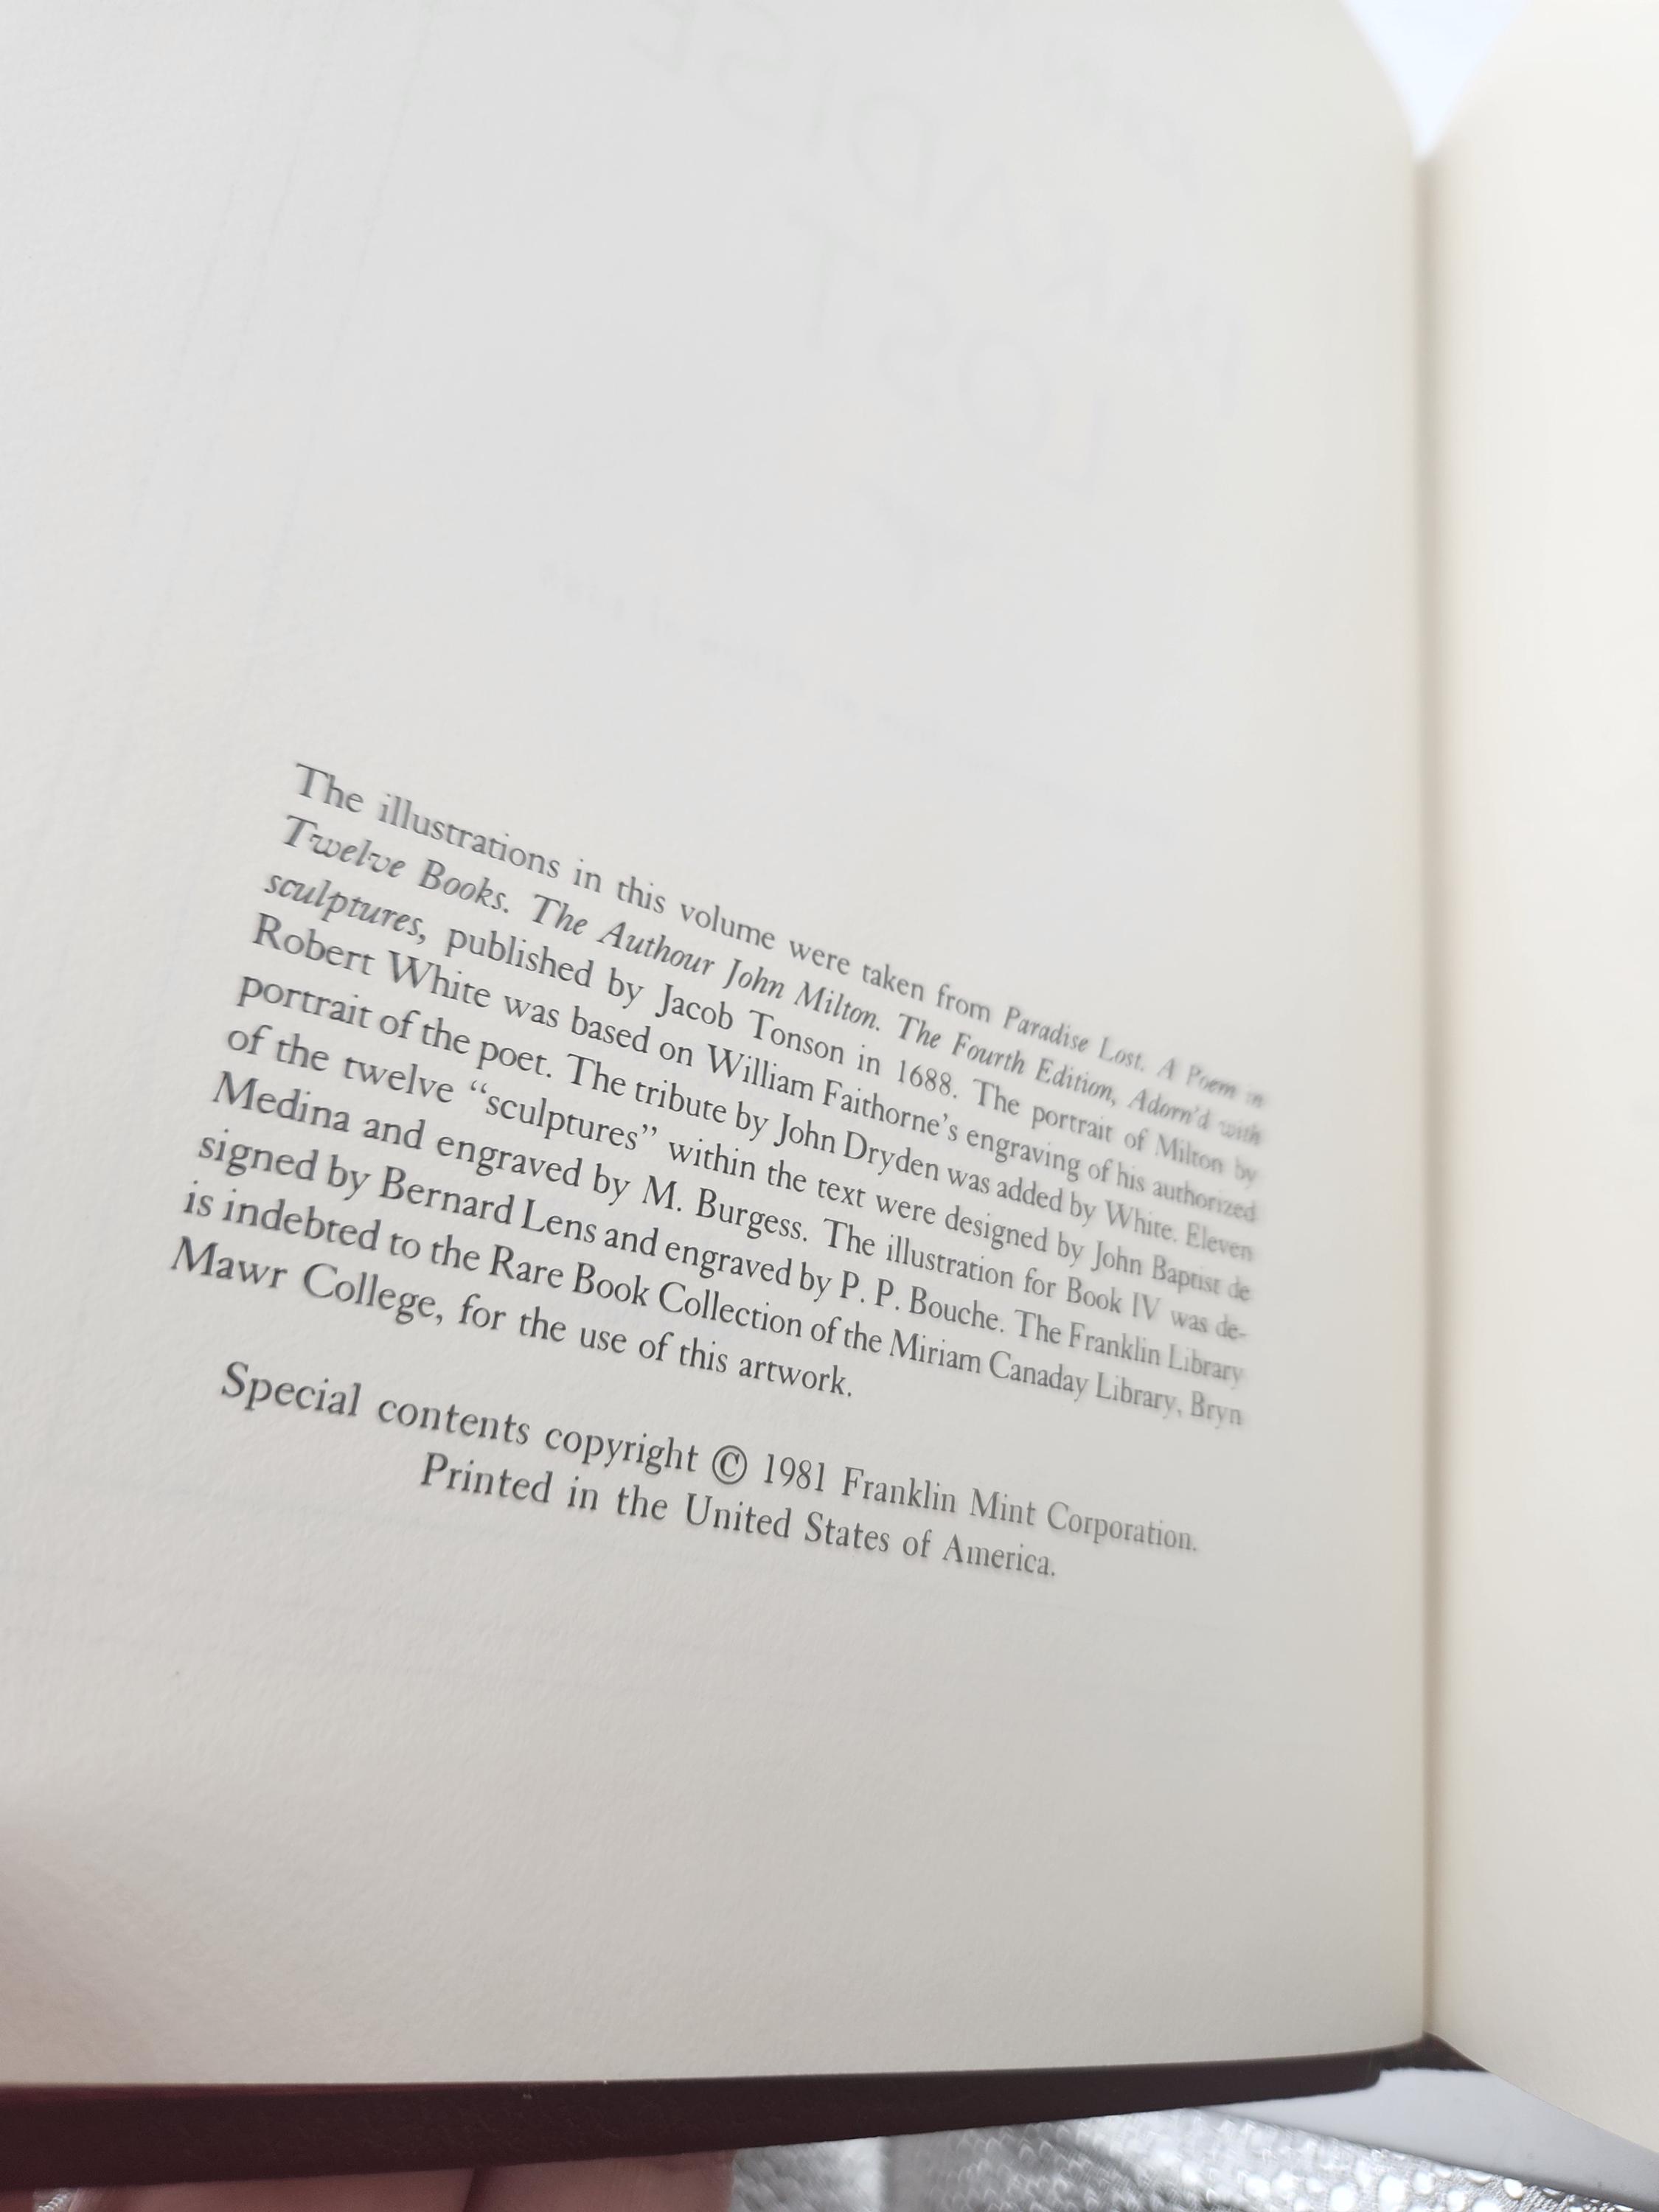 The illustrations in this volume were taken from Paradise Lost. A Poem in
Twelve Books. The Authour John Milton. The Fourth Edition, Adorn'd with
sculptures, published by Jacob Tonson in 1688. The portrait of Milton by
Robert White was based on William Faithorne's engraving of his authorized
portrait of the poet. The tribute by John Dryden was added by White. Eleven
of the twelve “sculptures” within the text were designed by John Baptist de
Medina and engraved by M. Burgess. The illustration for Book IV was de-
signed by Bernard Lens and engraved by P. P. Bouche. The Franklin Library
is indebted to the Rare Book Collection of the Miriam Canaday Library, Bryn
Mawr College, for the use of this artwork.
Special contents copyright © 1981 Franklin Mint Corporation.
Printed in the United States of America.